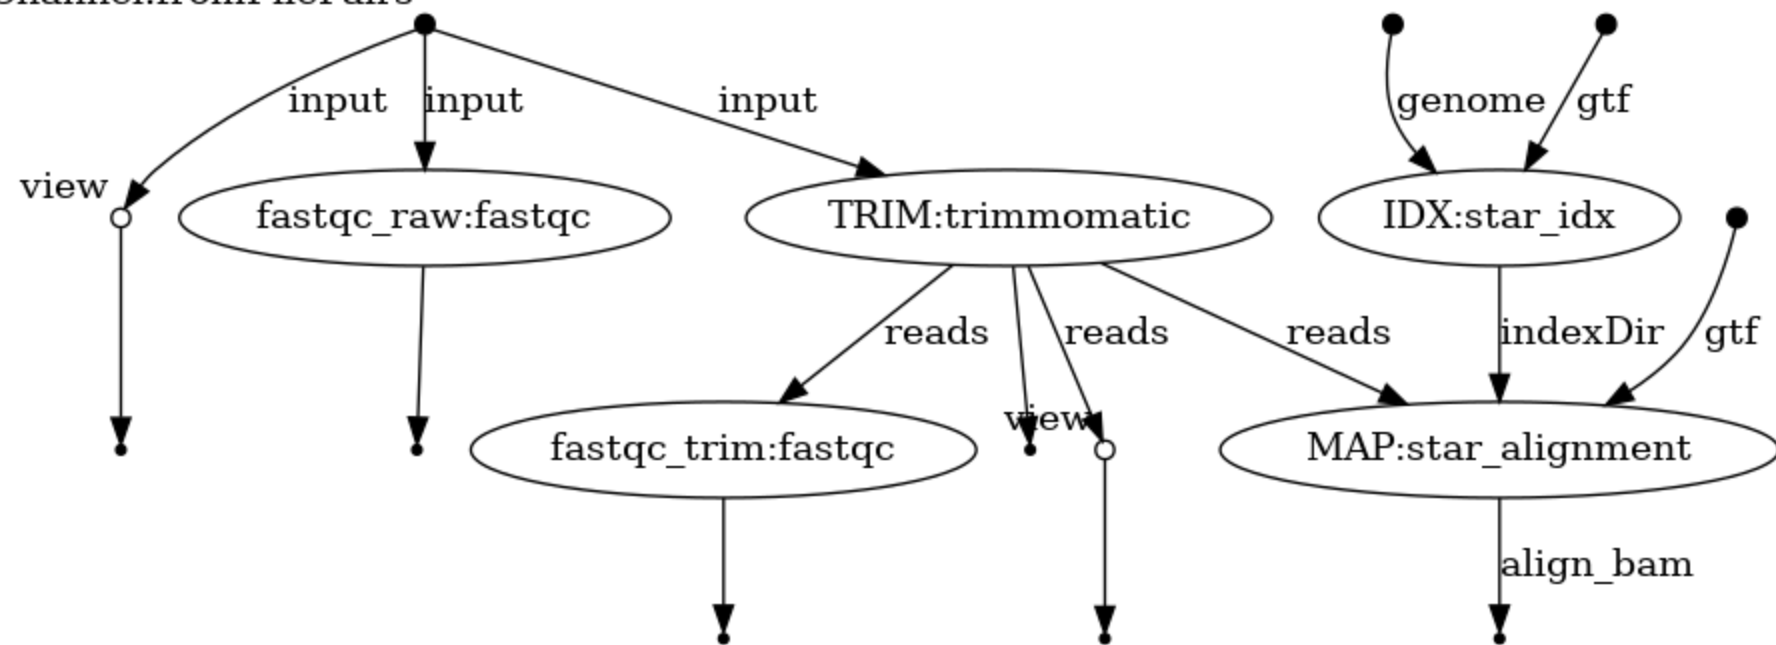 input
input
input
genome
gtf
view
fastqc_raw:fastqc
TRIM:trimmomatic
IDX:star_idx
reads
reads
reads
indexDir
gtf
view
fastqc_trim:fastqc
MAP:star_alignment
align_bam